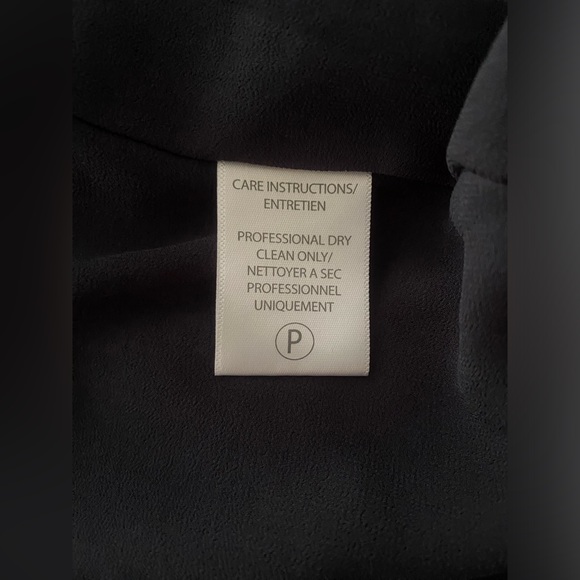 CARE INSTRUCTIONS/
ENTRETIEN
PROFESSIONAL DRY
CLEAN ONLY/
NETTOYER A SEC
PROFESSIONNEL
UNIQUEMENT
P